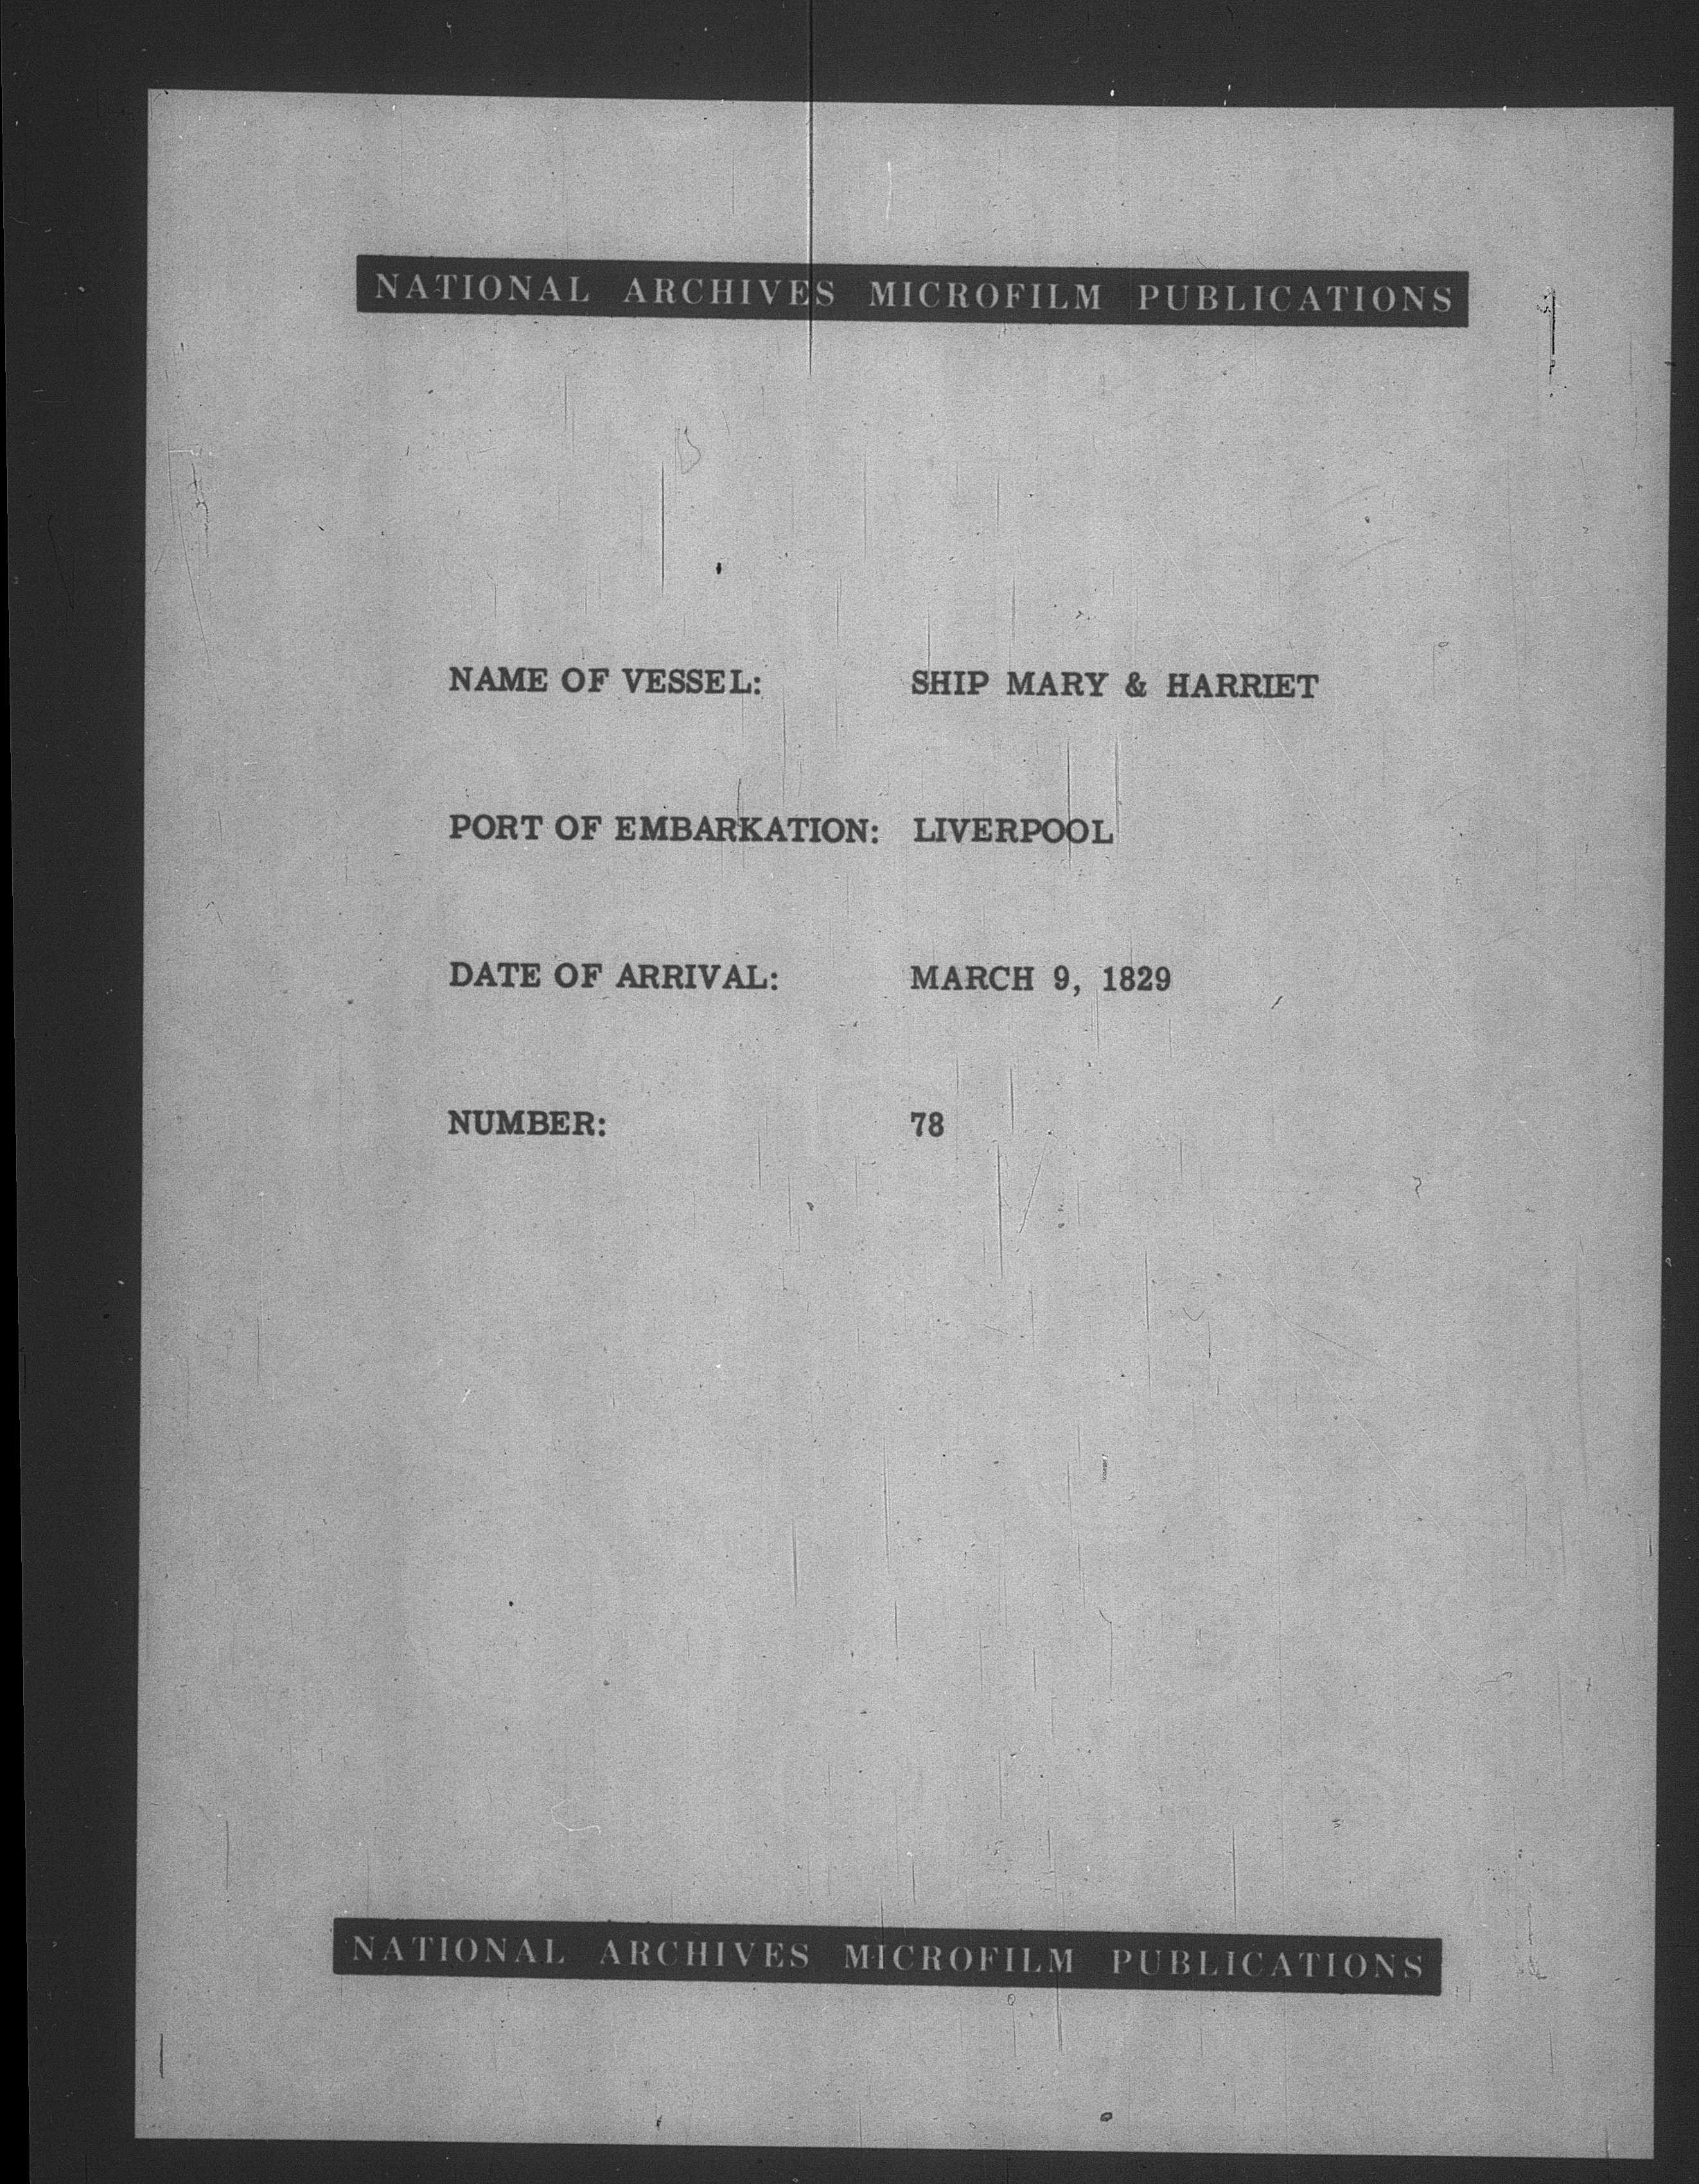 NATIONAL ARCHIVES MICROFILM PUBLICATIONS
NAME OF VESSEL: SHIP MARY & HARRIET
PORT OF EMBARKATION: LIVERPOOL
DATE OF ARRIVAL: MARCH 9, 1829
NUMBER: 78
NATIONAL ARCHIVES MICROFILM PUBLICATIONS